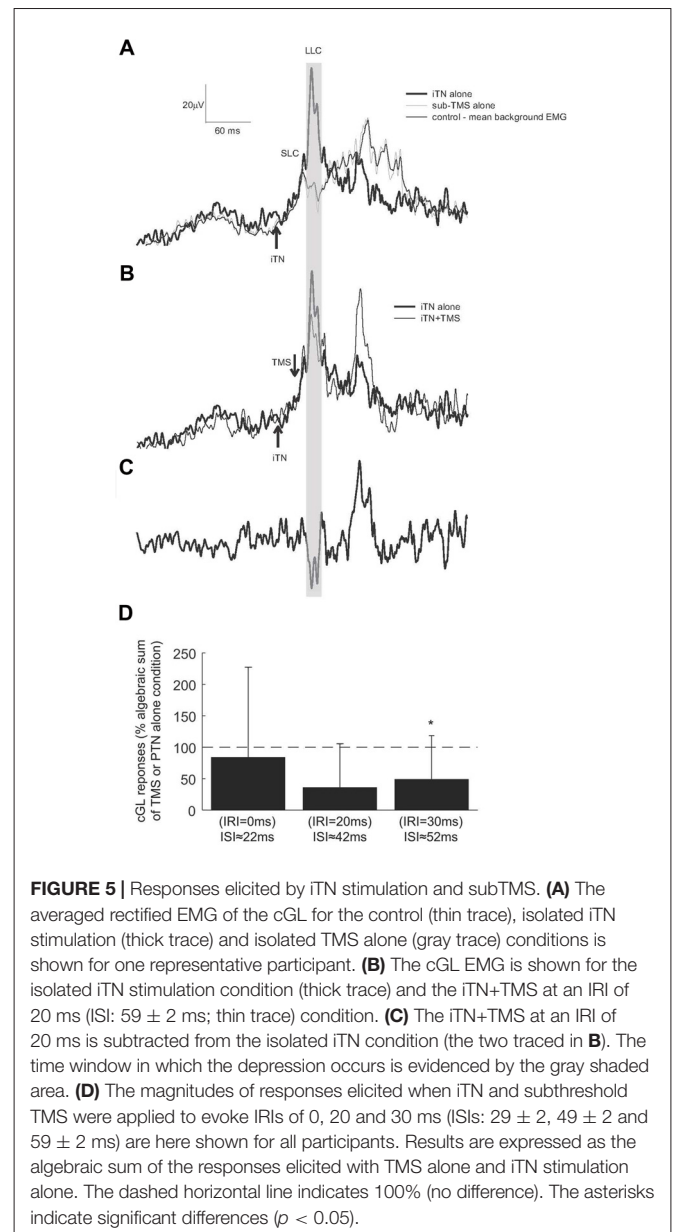 A
LLC
20µV
60 ms
iTN alone
sub-TMS alone
control - mean background EMG
SLC
iTN
B
iTN alone
iTN+TMS
TMS
iTN
C
D
cGL reponses (% algebraic sum
of TMS or PTN alone condition)
250
200
150
100
50
0
*
(IRI=0ms) (IRI=20ms) (IRI=30ms)
ISI≈22ms ISI≈42ms ISI≈52ms
FIGURE 5 | Responses elicited by iTN stimulation and subTMS. (A) The
averaged rectified EMG of the cGL for the control (thin trace), isolated iTN
stimulation (thick trace) and isolated TMS alone (gray trace) conditions is
shown for one representative participant. (B) The cGL EMG is shown for the
isolated iTN stimulation condition (thick trace) and the iTN+TMS at an IRI of
20 ms (ISI: 59 ± 2 ms; thin trace) condition. (C) The iTN+TMS at an IRI of
20 ms is subtracted from the isolated iTN condition (the two traced in B). The
time window in which the depression occurs is evidenced by the gray shaded
area. (D) The magnitudes of responses elicited when iTN and subthreshold
TMS were applied to evoke IRIs of 0, 20 and 30 ms (ISIs: 29 ± 2, 49 ± 2 and
59 ± 2 ms) are here shown for all participants. Results are expressed as the
algebraic sum of the responses elicited with TMS alone and iTN stimulation
alone. The dashed horizontal line indicates 100% (no difference). The asterisks
indicate significant differences (p < 0.05).